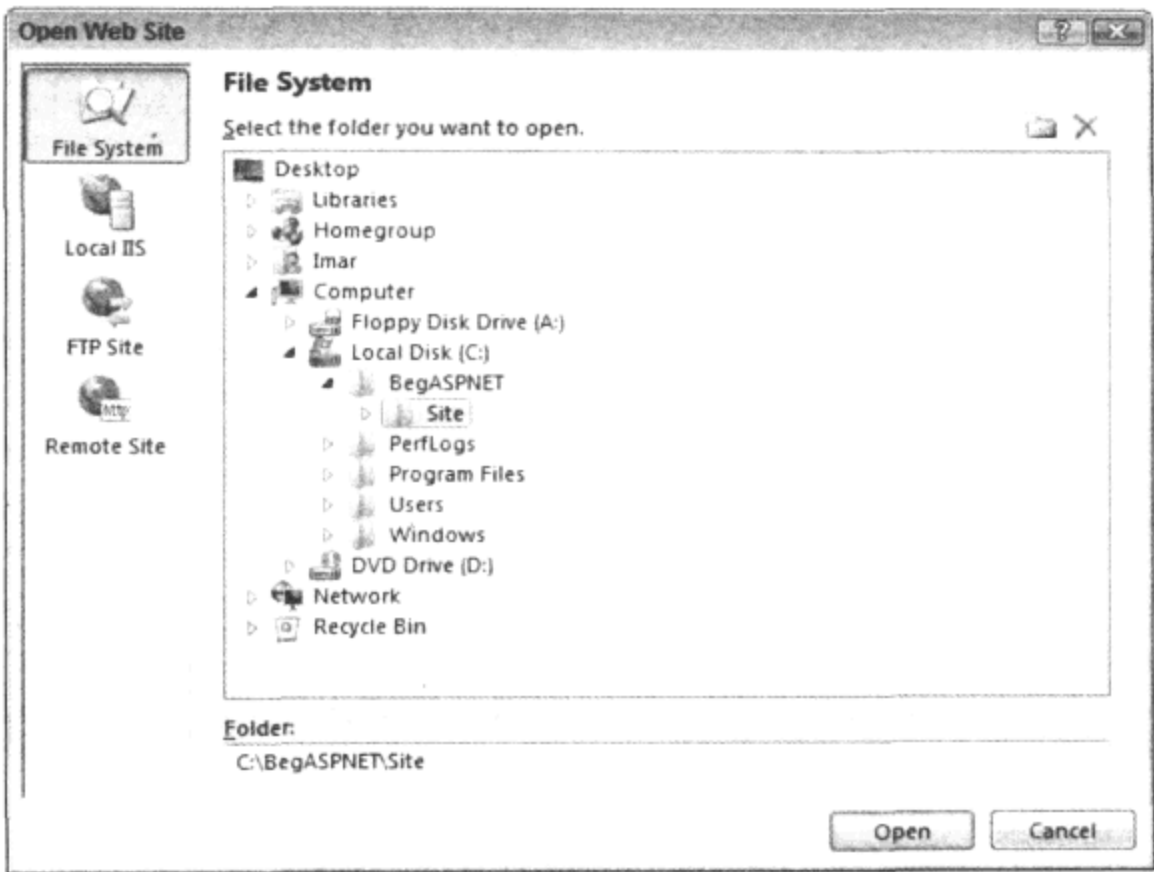 Open Web Site
File System
Local IIS
FTP Site
Http
Remote Site
File System
Select the folder you want to open.
Desktop
Libraries
Homegroup
Imar
Computer
Floppy Disk Drive (A:)
Local Disk (C:)
BegASPNET
Site
PerfLogs
Program Files
Users
Windows
DVD Drive (D:)
Network
Recycle Bin
Folder:
C:\BegASPNET\Site
Open
Cancel